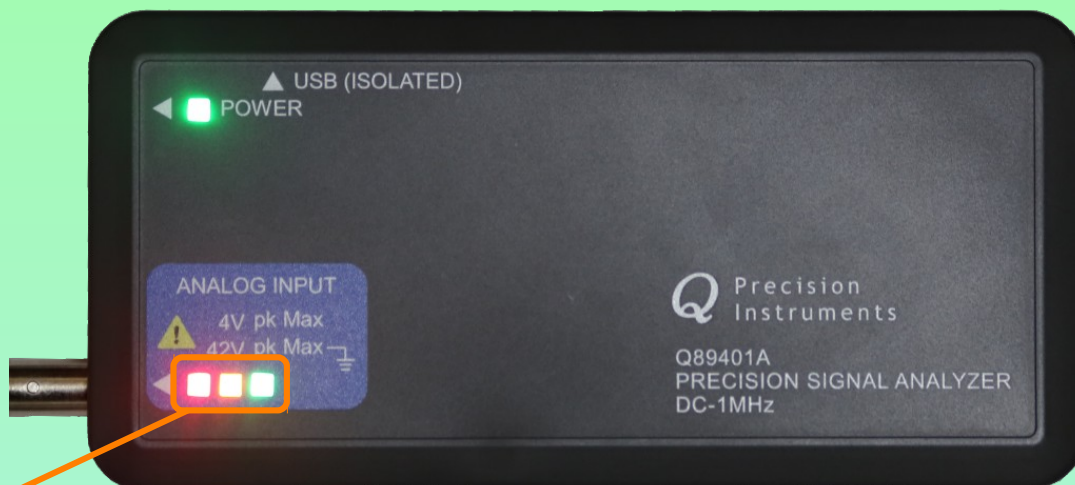 USB (ISOLATED)
POWER
ANALOG INPUT
4V pk Max
42V pk Max
Q Precision
Instruments
Q89401A
PRECISION SIGNAL ANALYZER
DC-1MHz